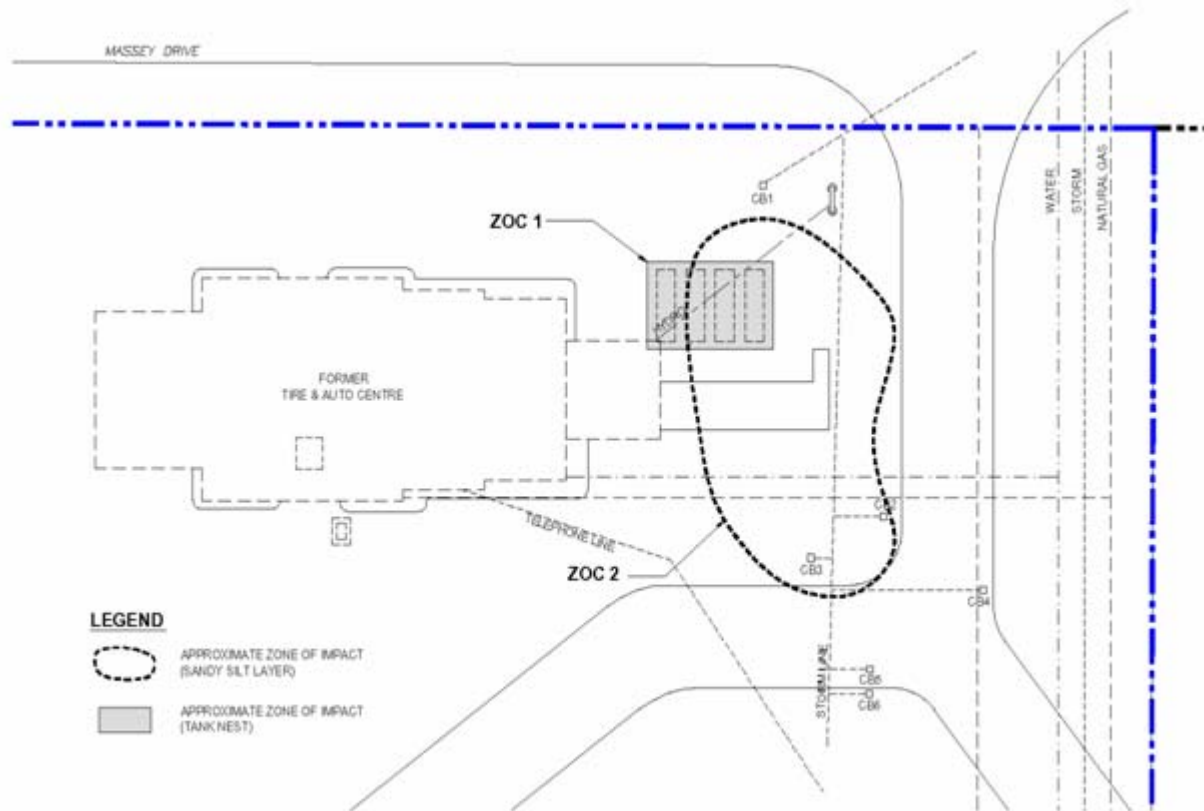 MASSEY DRIVE
CB1
WATER
STORM
NATURAL GAS
ZOC 1
HYDRO
FORMER
TIRE & AUTO CENTRE
TELEPHONE LINE
CB3
ZOC 2
CB4
STORM LINE
CB5
CB6
LEGEND
APPROXIMATE ZONE OF IMPACT
(SANDY SILT LAYER)
APPROXIMATE ZONE OF IMPACT
(TANK NEST)